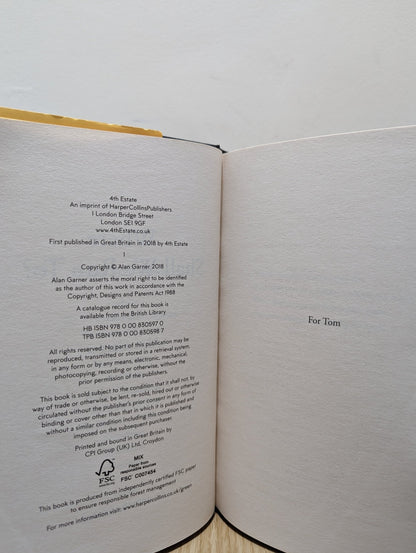 4th Estate
An imprint of HarperCollinsPublishers
1 London Bridge Street
London SE1 9GF
www.4thEstate.co.uk
First published in Great Britain in 2018 by 4th Estate
1
Copyright © Alan Garner 2018
Alan Garner asserts the moral right to be identified
as the author of this work in accordance with the
Copyright, Designs and Patents Act 1988
A catalogue record for this book is
available from the British Library
HB ISBN 978 0 00 830597 0
TPB ISBN 978 0 00 830598 7
All rights reserved. No part of this publication may be
reproduced, transmitted or stored in a retrieval system,
in any form or by any means, electronic, mechanical,
photocopying, recording or otherwise, without the
prior permission of the publishers.
This book is sold subject to the condition that it shall not, by
way of trade or otherwise, be lent, re-sold, hired out or otherwise
circulated without the publisher's prior consent in any form of
binding or cover other than that in which it is published and
without a similar condition including this condition being
imposed on the subsequent purchaser.
Printed and bound in Great Britain by
CPI Group (UK) Ltd, Croydon
FSC
www.fsc.org
MIX
Paper from
responsible sources
FSC® C007454
This book is produced from independently certified FSC paper
to ensure responsible forest management
For more information visit: www.harpercollins.co.uk/green
For Tom